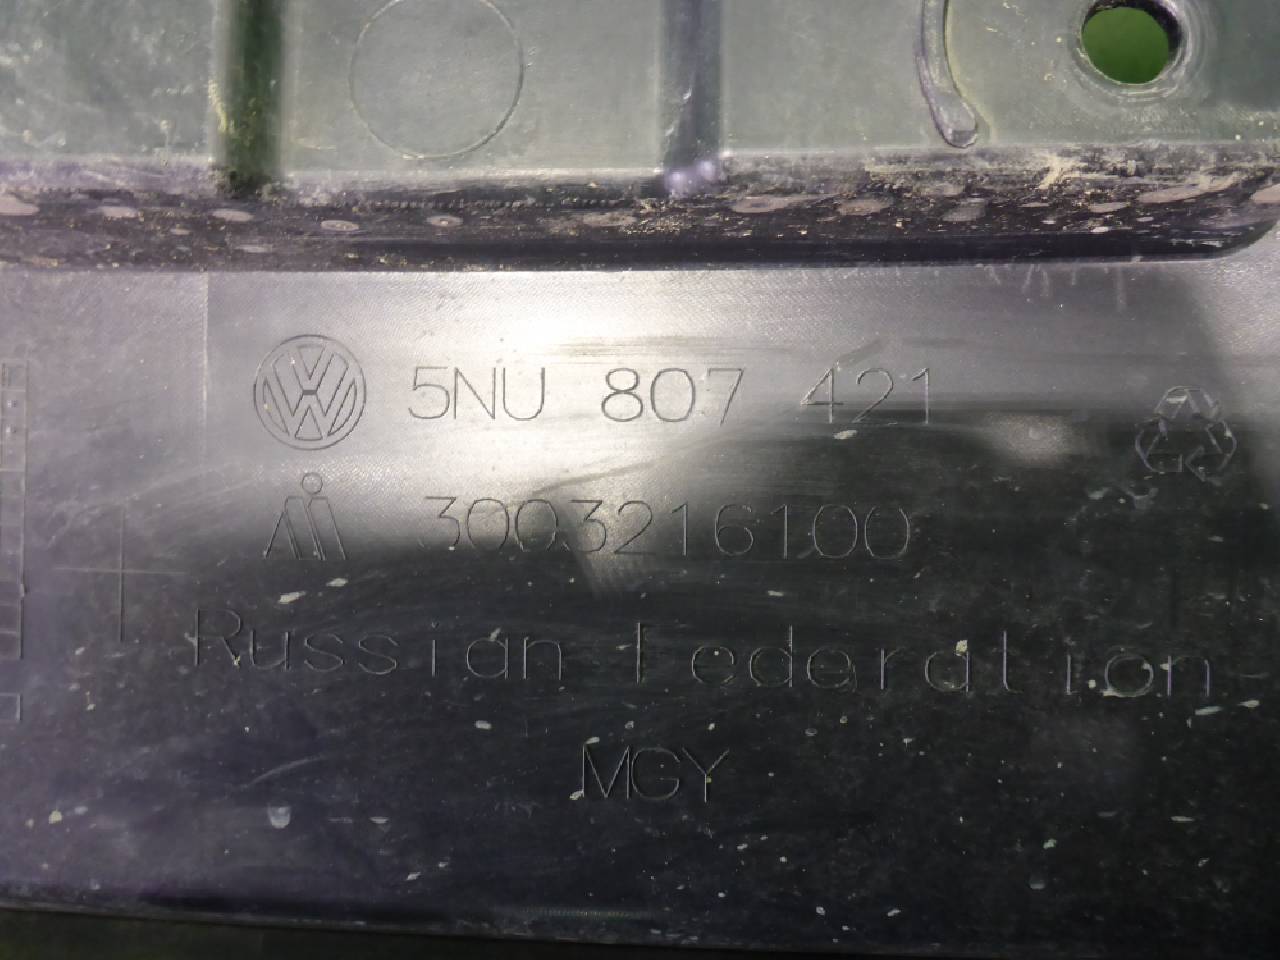 5NU 807 421
3003216100
Russian Federation
MGY